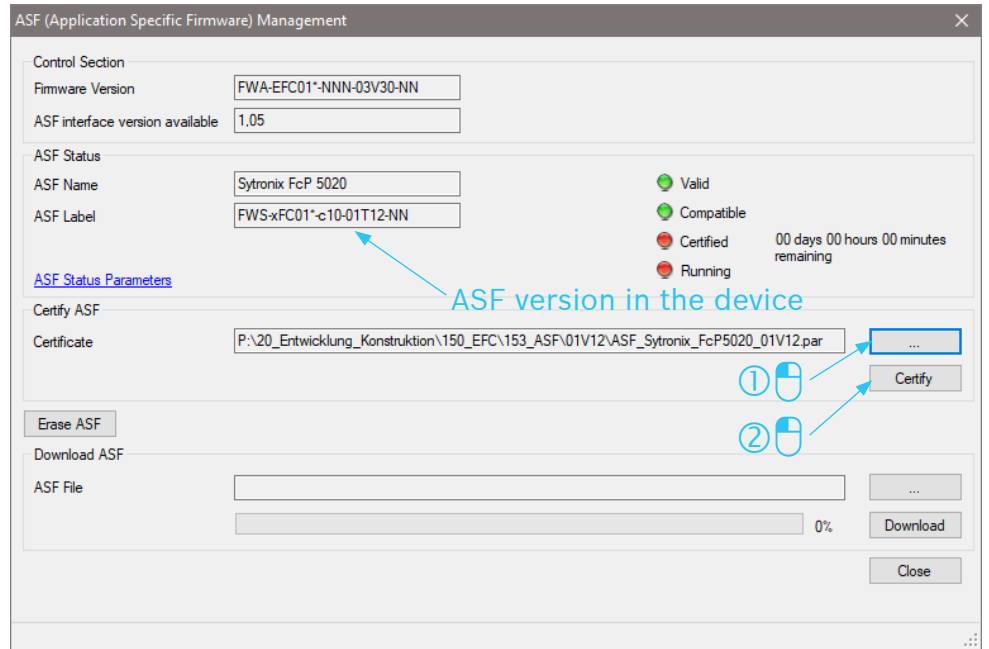 ASF (Application Specific Firmware) Management
Control Section
Firmware Version FWA-EFC01*-NNN-03V30-NN
ASF interface version available 1.05
ASF Status
ASF Name Sytronix FcP 5020 Valid
ASF Label FWS-xFC01*-c10-01T12-NN Compatible
Certified 00 days 00 hours 00 minutes
remaining
Running
ASF Status Parameters
ASF version in the device
Certify ASF
Certificate P:\20_Entwicklung_Konstruktion\150_EFC\153_ASF\01V12\ASF_Sytronix_FcP5020_01V12.par ...
① Certify
Erase ASF
②
Download ASF
ASF File ...
0% Download
Close